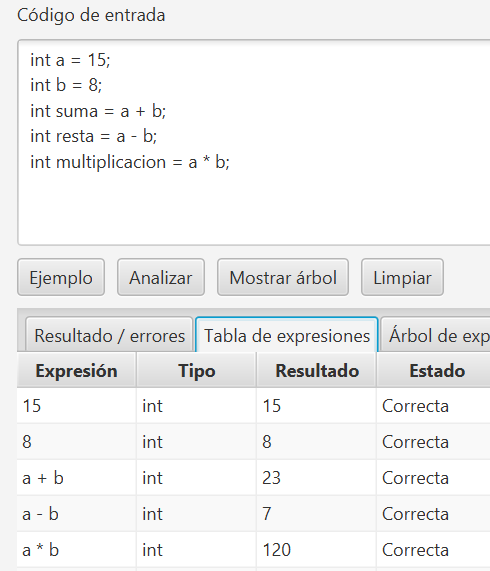 Código de entrada
int a = 15;
int b = 8;
int suma = a + b;
int resta = a - b;
int multiplicacion = a * b;
Ejemplo Analizar Mostrar árbol Limpiar
Resultado / errores Tabla de expresiones Árbol de exp
Expresión Tipo Resultado Estado
15 int 15 Correcta
8 int 8 Correcta
a + b int 23 Correcta
a - b int 7 Correcta
a * b int 120 Correcta